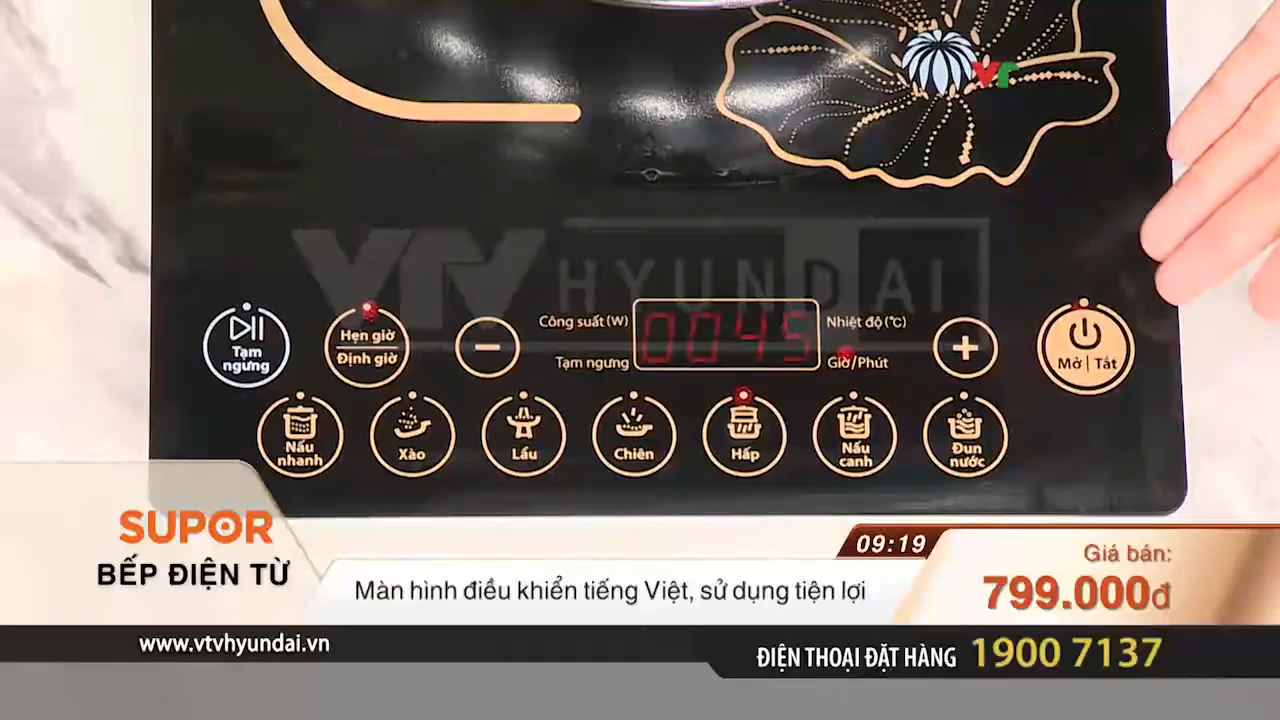 VTV HYUNDAI
Tạm ngưng
Hẹn giờ
Định giờ
Công suất (W)
Tạm ngưng
0045
Nhiệt độ (°C)
Giờ/Phút
Mở | Tắt
Nấu nhanh
Xào
Lẩu
Chiên
Hấp
Nấu canh
Đun nước
SUPOR
BẾP ĐIỆN TỪ
09:19
Màn hình điều khiển tiếng Việt, sử dụng tiện lợi
Giá bán:
799.000đ
www.vtvhyundai.vn
ĐIỆN THOẠI ĐẶT HÀNG 1900 7137